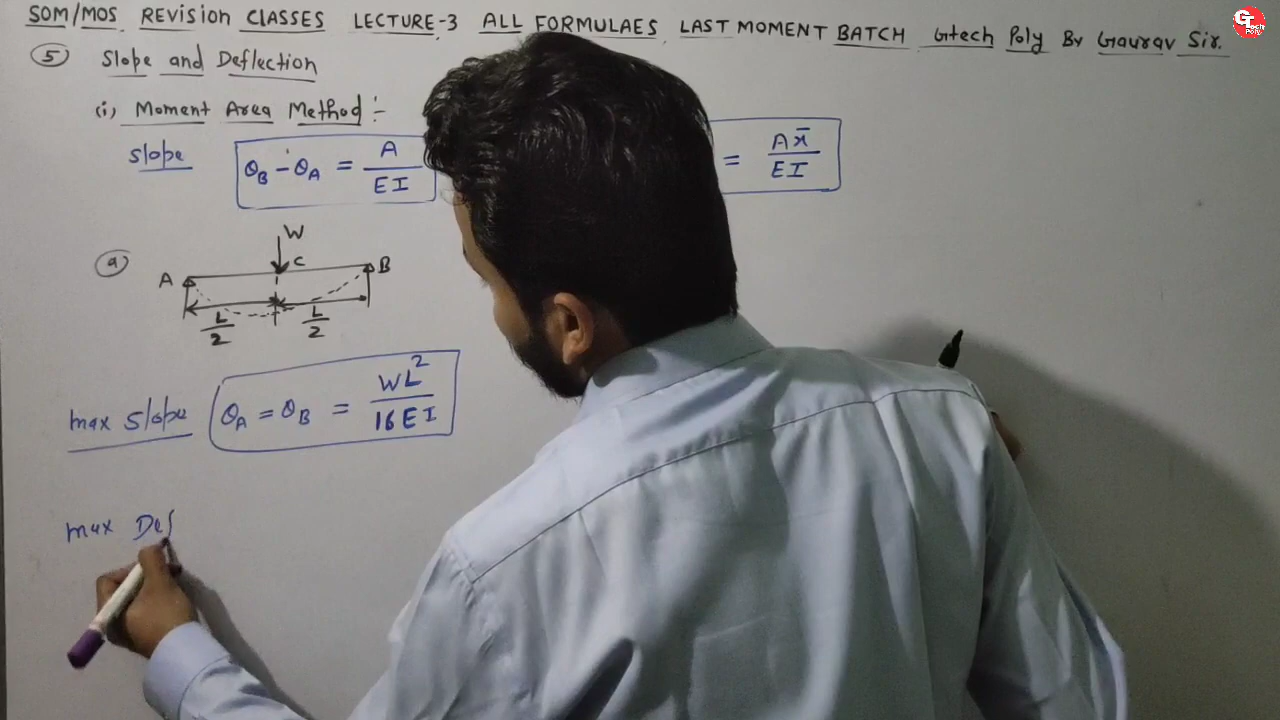 SOM/MOS REVISION CLASSES LECTURE-3 ALL FORMULAES LAST MOMENT BATCH Gtech Poly By Gaurav Sir.
GT Poly
⑤ Slope and Deflection
(i) Moment Area Method :-
slope θB - θA = A / EI
= Ax̄ / EI
ⓐ
W
A C B
L/2 L/2
max slope θA = θB = WL² / 16EI
max Def